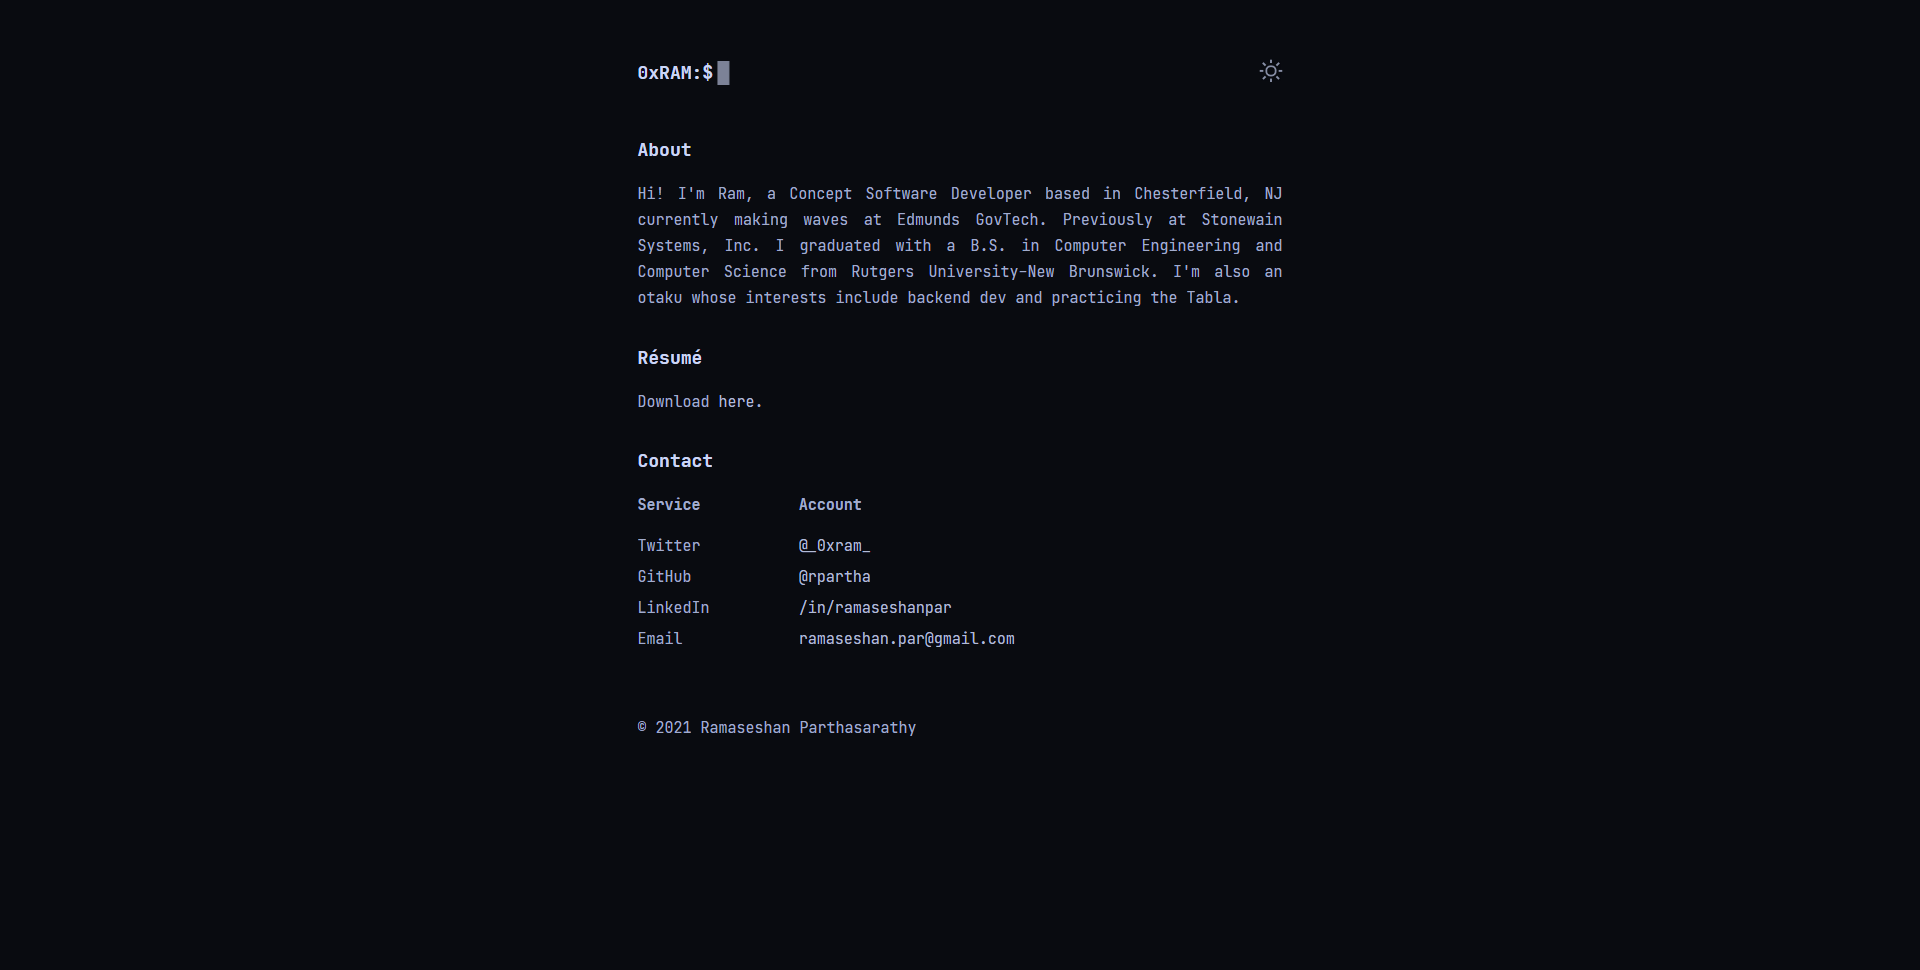 0xRAM:$
About
Hi! I'm Ram, a Concept Software Developer based in Chesterfield, NJ
currently making waves at Edmunds GovTech. Previously at Stonewain
Systems, Inc. I graduated with a B.S. in Computer Engineering and
Computer Science from Rutgers University-New Brunswick. I'm also an
otaku whose interests include backend dev and practicing the Tabla.
Résumé
Download here.
Contact
Service Account
Twitter @_0xram_
GitHub @rpartha
LinkedIn /in/ramaseshanpar
Email ramaseshan.par@gmail.com
© 2021 Ramaseshan Parthasarathy